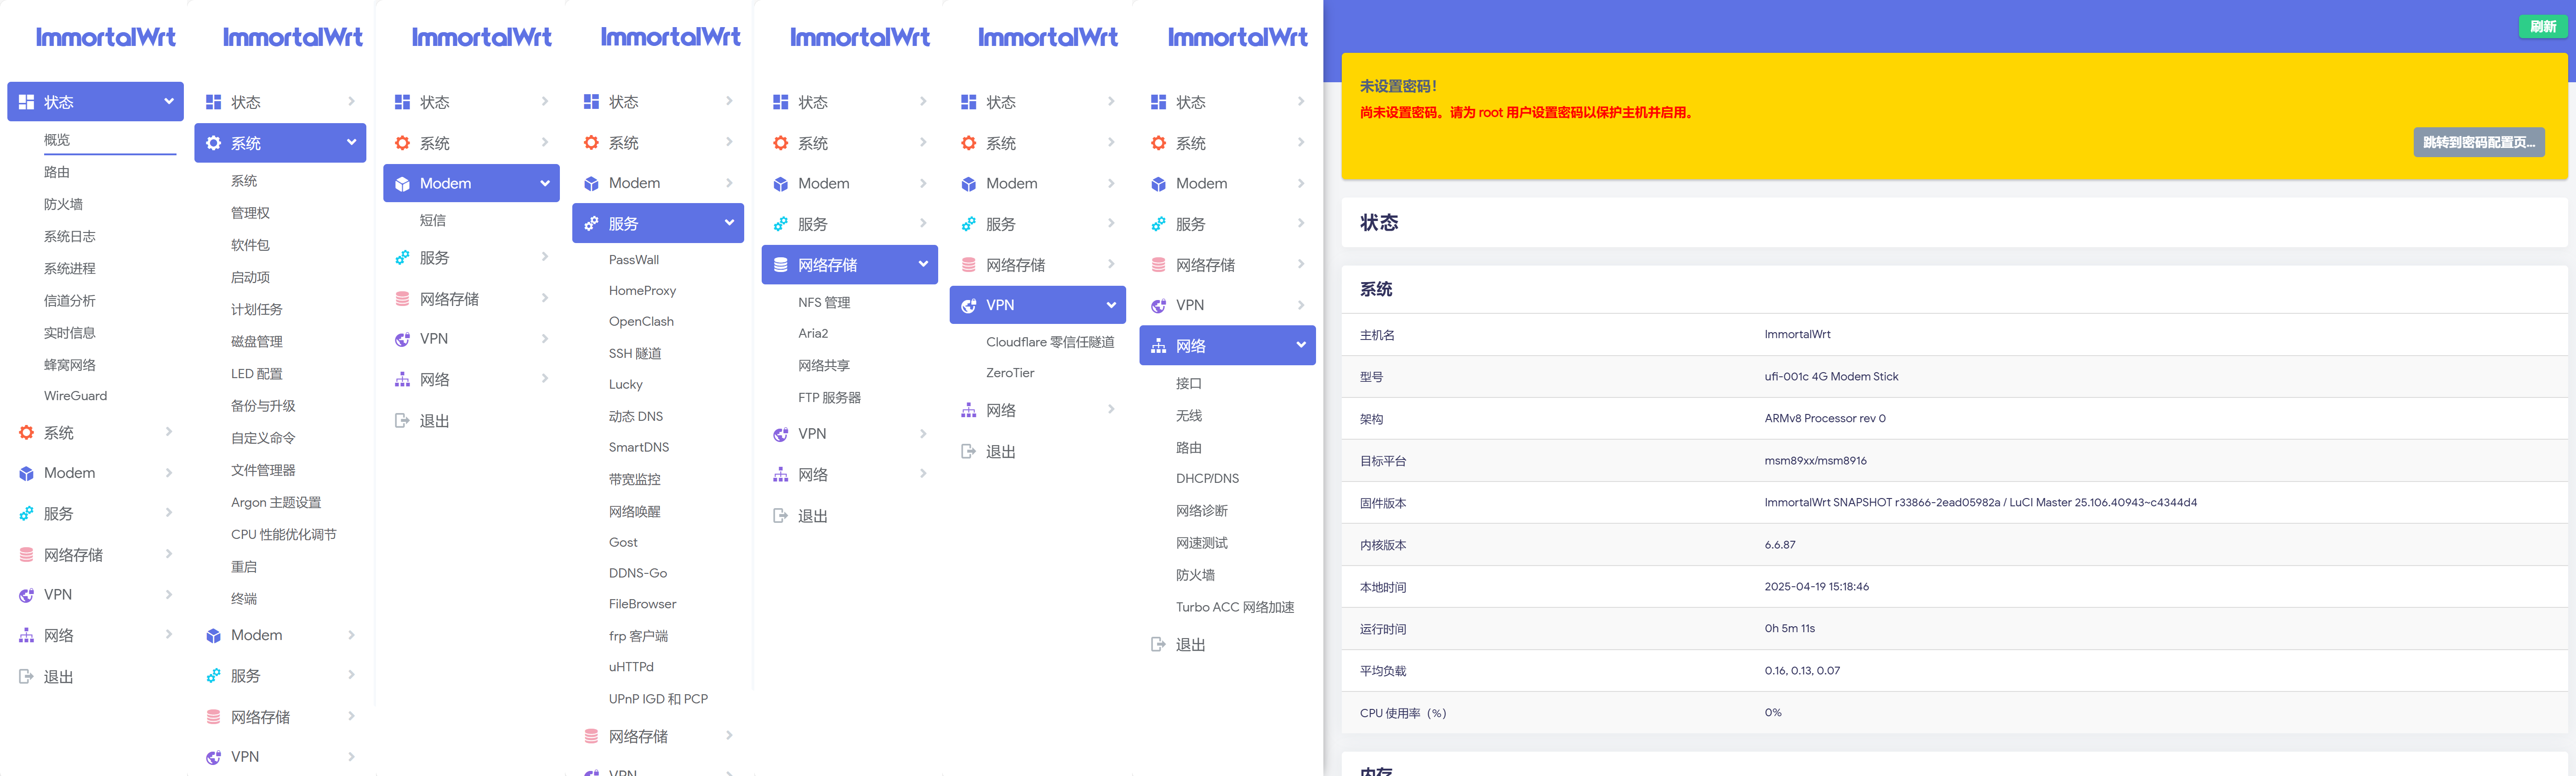 ImmortalWrt
状态
概览
路由
防火墙
系统日志
系统进程
信道分析
实时信息
蜂窝网络
WireGuard
系统
Modem
服务
网络存储
VPN
网络
退出
ImmortalWrt
状态
系统
系统
管理权
软件包
启动项
计划任务
磁盘管理
LED 配置
备份与升级
自定义命令
文件管理器
Argon 主题设置
CPU 性能优化调节
重启
终端
Modem
服务
网络存储
VPN
ImmortalWrt
状态
系统
Modem
短信
服务
网络存储
VPN
网络
退出
ImmortalWrt
状态
系统
Modem
服务
PassWall
HomeProxy
OpenClash
SSH 隧道
Lucky
动态 DNS
SmartDNS
带宽监控
网络唤醒
Gost
DDNS-Go
FileBrowser
frp 客户端
uHTTPd
UPnP IGD 和 PCP
网络存储
VPN
ImmortalWrt
状态
系统
Modem
服务
网络存储
NFS 管理
Aria2
网络共享
FTP 服务器
VPN
网络
退出
ImmortalWrt
状态
系统
Modem
服务
网络存储
VPN
Cloudflare 零信任隧道
ZeroTier
网络
退出
ImmortalWrt
状态
系统
Modem
服务
网络存储
VPN
网络
接口
无线
路由
DHCP/DNS
网络诊断
网速测试
防火墙
Turbo ACC 网络加速
退出
刷新
未设置密码！
尚未设置密码。请为 root 用户设置密码以保护主机并启用。
跳转到密码配置页...
状态
系统
主机名 ImmortalWrt
型号 ufi-001c 4G Modem Stick
架构 ARMv8 Processor rev 0
目标平台 msm89xx/msm8916
固件版本 ImmortalWrt SNAPSHOT r33866-2ead05982a / LuCI Master 25.106.40943~c4344d4
内核版本 6.6.87
本地时间 2025-04-19 15:18:46
运行时间 0h 5m 11s
平均负载 0.16, 0.13, 0.07
CPU 使用率（%） 0%
内存